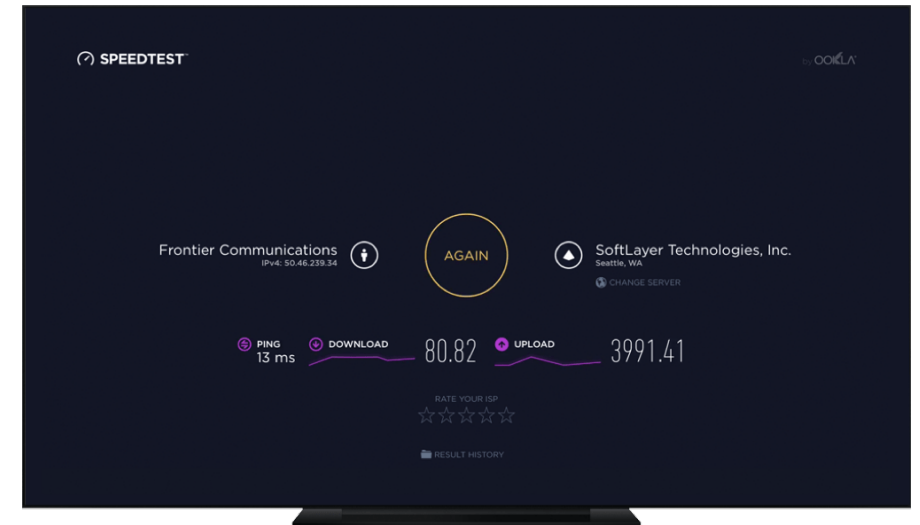 SPEEDTEST™
by OOKLA®
Frontier Communications
IPv4: 50.46.239.34
AGAIN
SoftLayer Technologies, Inc.
Seattle, WA
CHANGE SERVER
PING
13 ms
DOWNLOAD
80.82
UPLOAD
3991.41
RATE YOUR ISP
RESULT HISTORY